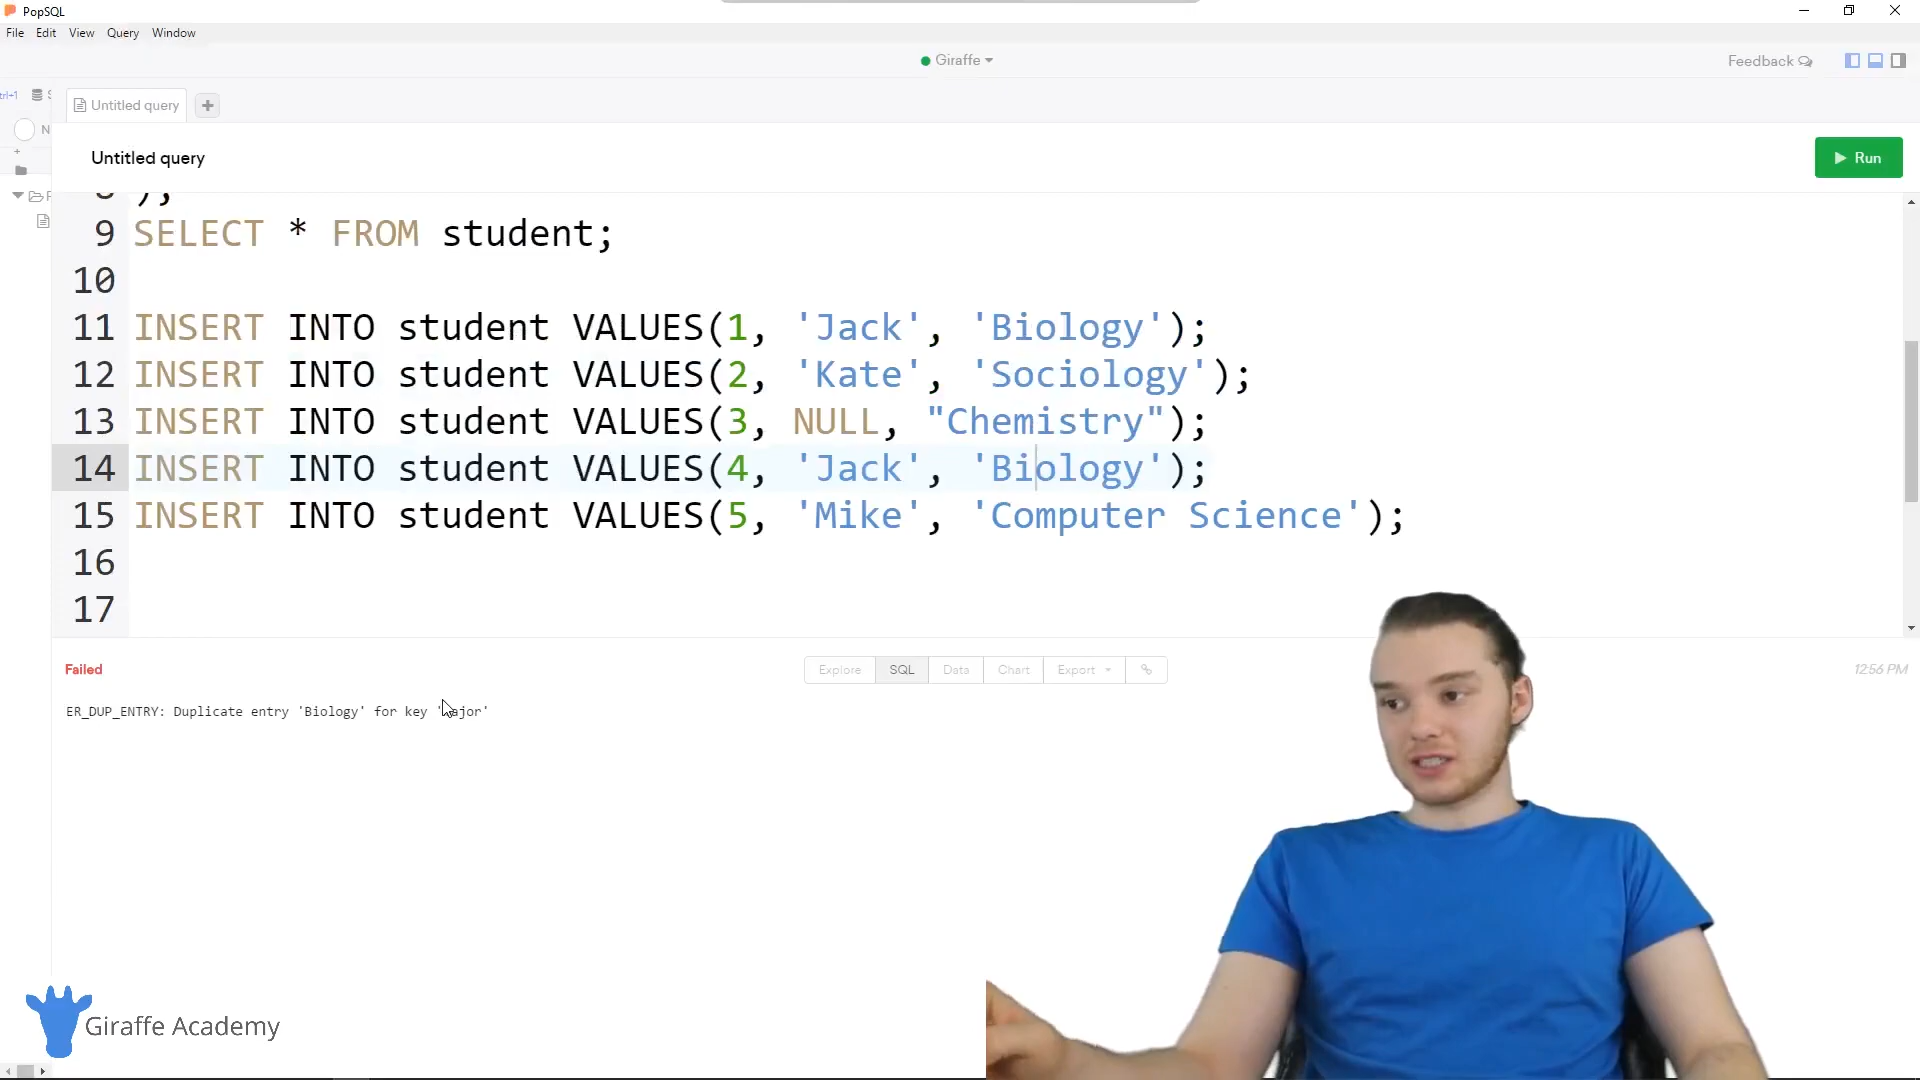 PopSQL
File Edit View Query Window
Giraffe
Feedback
Untitled query
Untitled query
Run
);
9 SELECT * FROM student;
10
11 INSERT INTO student VALUES(1, 'Jack', 'Biology');
12 INSERT INTO student VALUES(2, 'Kate', 'Sociology');
13 INSERT INTO student VALUES(3, NULL, "Chemistry");
14 INSERT INTO student VALUES(4, 'Jack', 'Biology');
15 INSERT INTO student VALUES(5, 'Mike', 'Computer Science');
16
17
Failed
Explore SQL Data Chart Export
12:56 PM
ER_DUP_ENTRY: Duplicate entry 'Biology' for key
Giraffe Academy